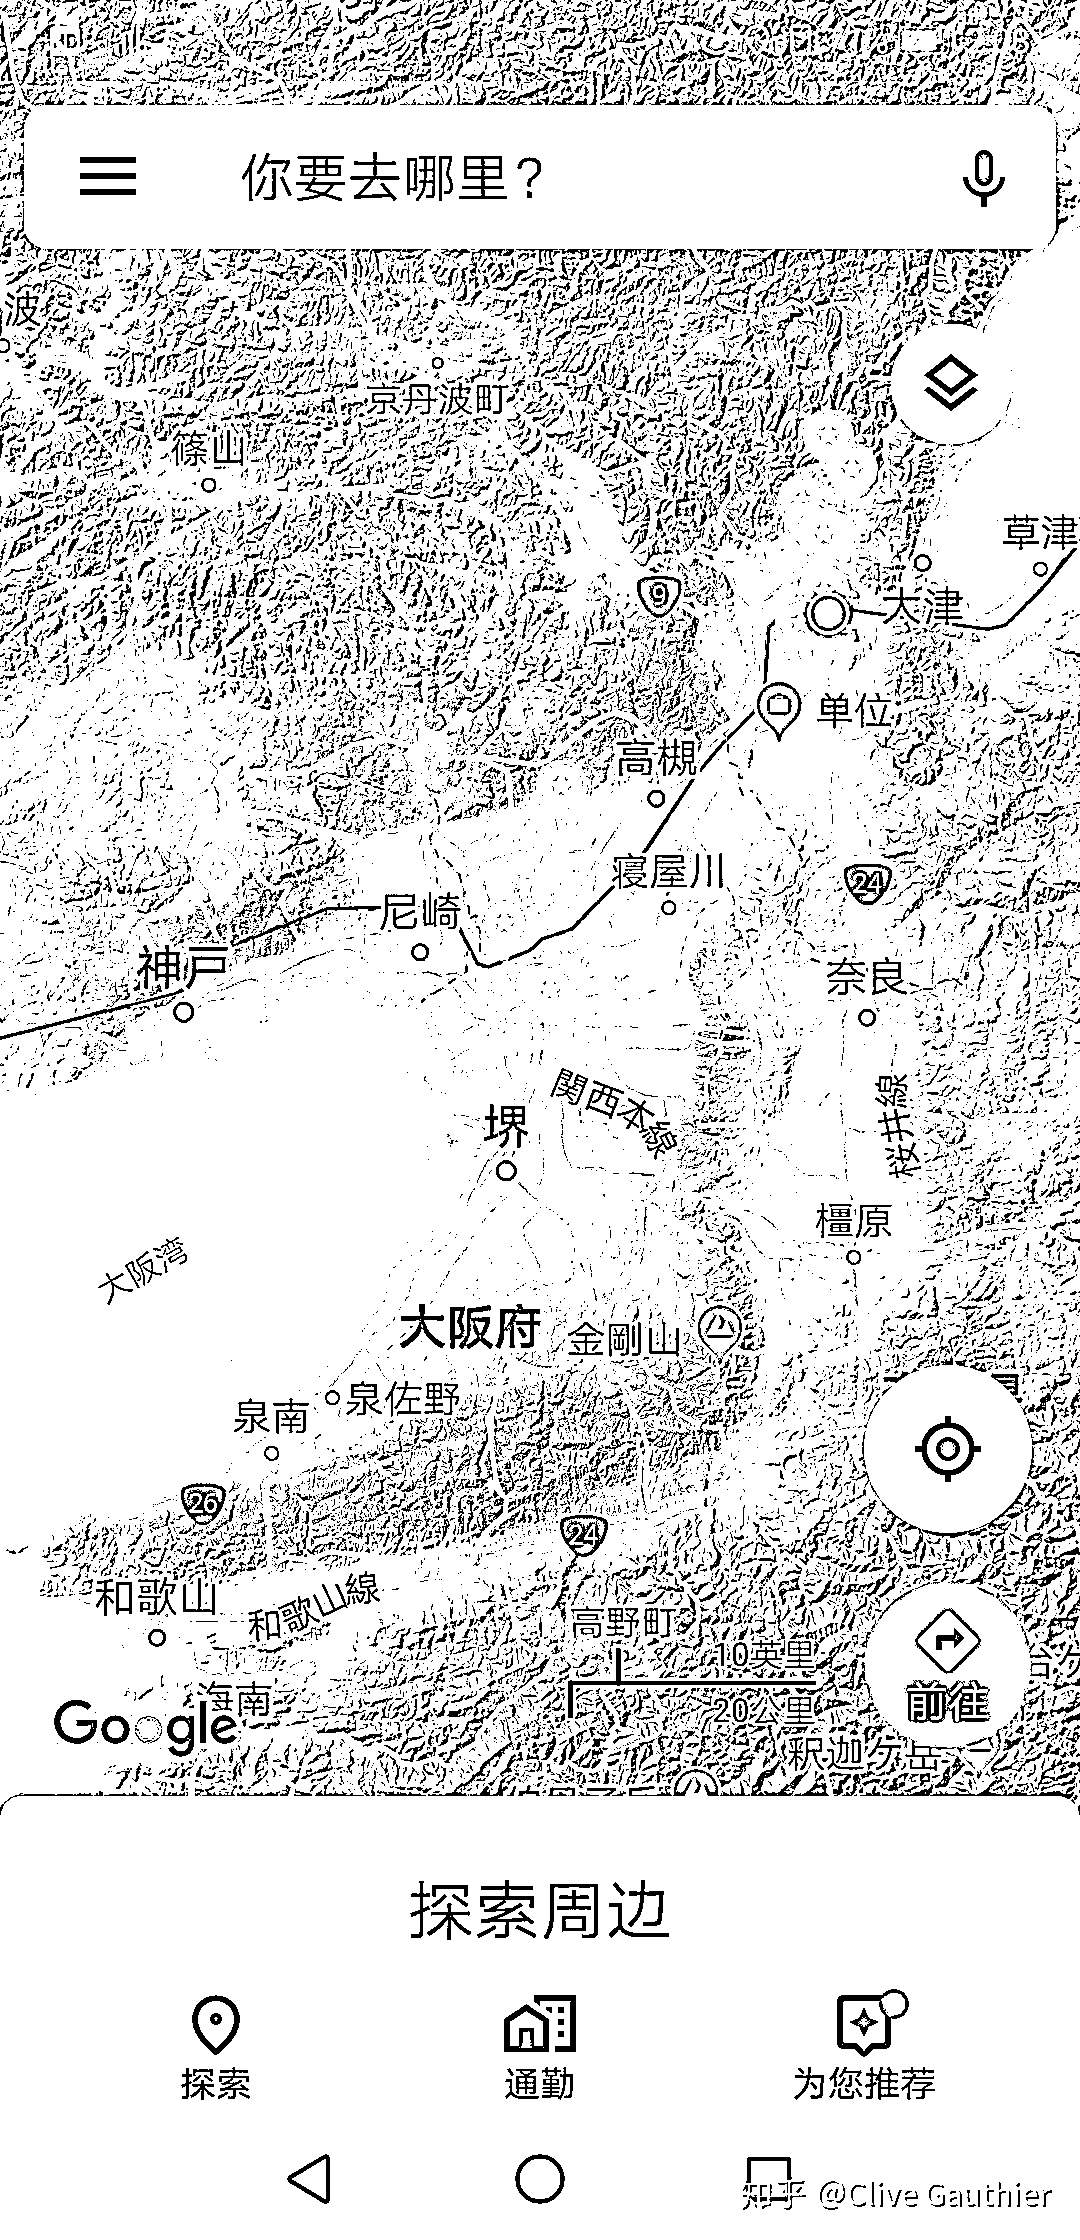 你要去哪里？
波
京丹波町
篠山
草津
9
大津
单位
高槻
寝屋川
24
尼崎
神戸
奈良
関西本線
桜井線
堺
橿原
大阪湾
大阪府
金剛山
泉佐野
泉南
26
24
和歌山
和歌山線
高野町
10英里
20公里
前往
海南
Google
釈迦ケ岳
探索周边
探索
通勤
为您推荐
知乎 @Clive Gauthier